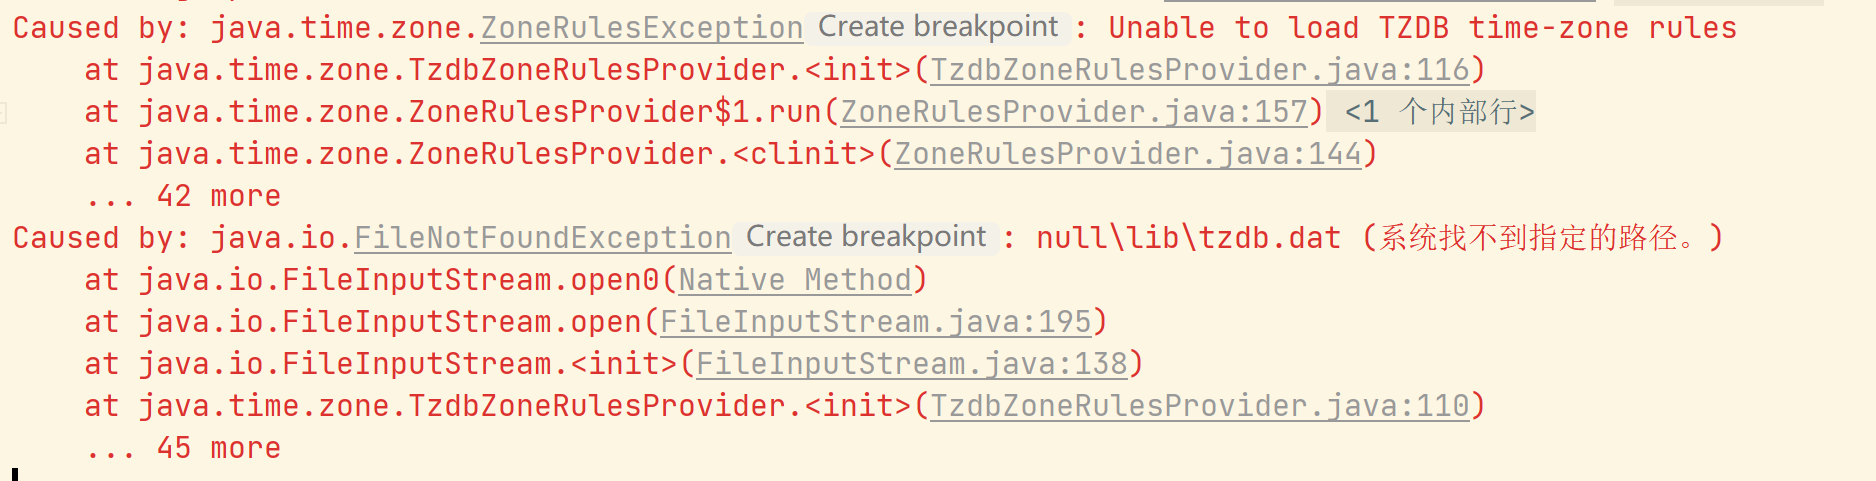 Caused by: java.time.zone.ZoneRulesException Create breakpoint : Unable to load TZDB time-zone rules
at java.time.zone.TzdbZoneRulesProvider.<init>(TzdbZoneRulesProvider.java:116)
at java.time.zone.ZoneRulesProvider$1.run(ZoneRulesProvider.java:157) <1 个内部行>
at java.time.zone.ZoneRulesProvider.<clinit>(ZoneRulesProvider.java:144)
... 42 more
Caused by: java.io.FileNotFoundException Create breakpoint : null\lib\tzdb.dat (系统找不到指定的路径。)
at java.io.FileInputStream.open0(Native Method)
at java.io.FileInputStream.open(FileInputStream.java:195)
at java.io.FileInputStream.<init>(FileInputStream.java:138)
at java.time.zone.TzdbZoneRulesProvider.<init>(TzdbZoneRulesProvider.java:110)
... 45 more